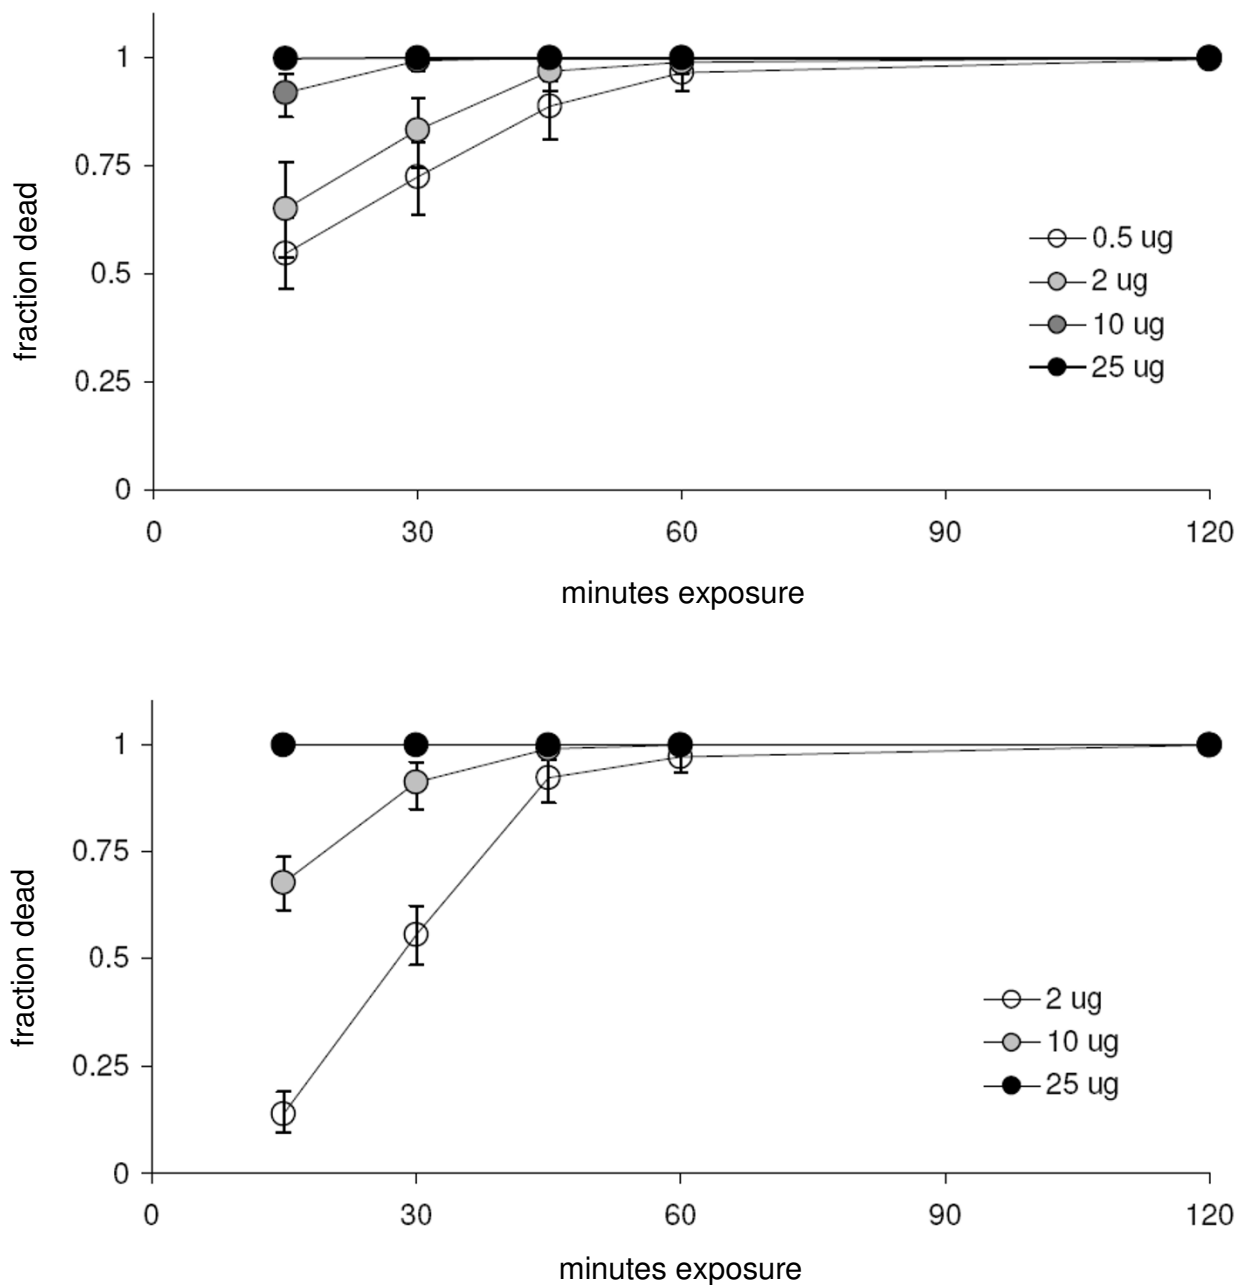 1
0.75
0.5
0.25
0
fraction dead
0.5 ug
2 ug
10 ug
25 ug
0 30 60 90 120
minutes exposure
1
0.75
0.5
0.25
0
fraction dead
2 ug
10 ug
25 ug
0 30 60 90 120
minutes exposure